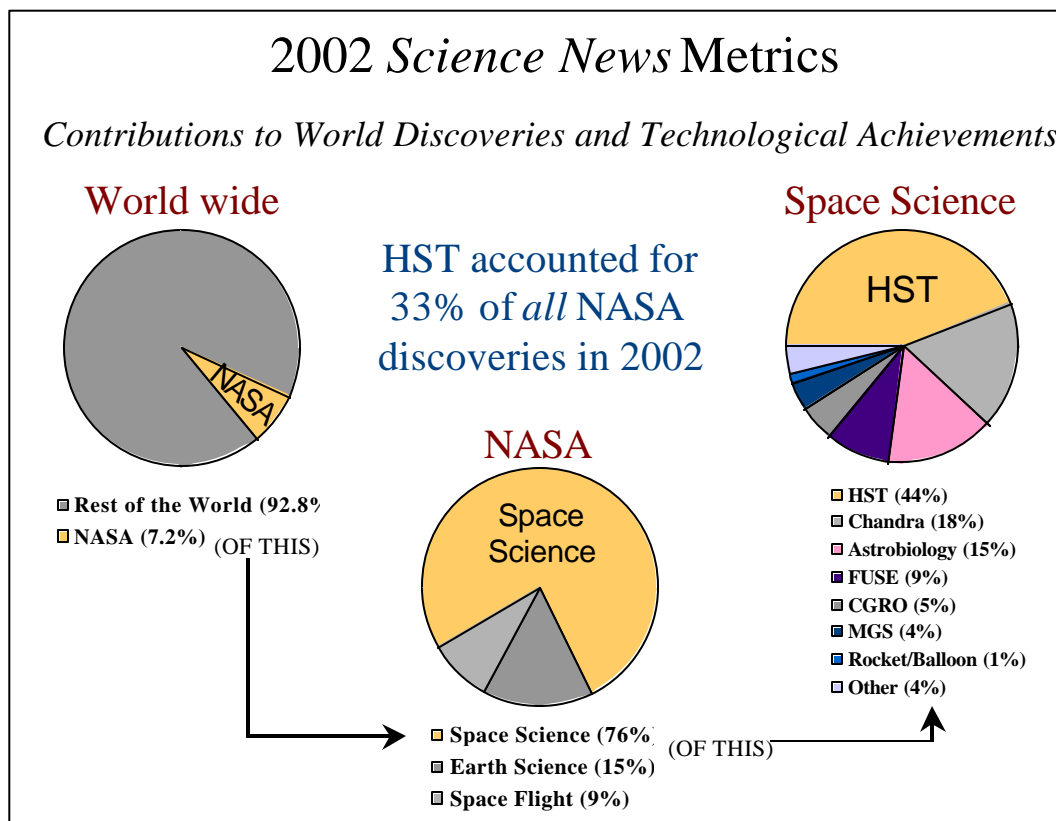 2002 Science News Metrics
Contributions to World Discoveries and Technological Achievements
World wide
NASA
Rest of the World (92.8%
NASA (7.2%)
(OF THIS)
HST accounted for
33% of all NASA
discoveries in 2002
NASA
Space
Science
Space Science (76%)
Earth Science (15%)
Space Flight (9%)
(OF THIS)
Space Science
HST
HST (44%)
Chandra (18%)
Astrobiology (15%)
FUSE (9%)
CGRO (5%)
MGS (4%)
Rocket/Balloon (1%)
Other (4%)